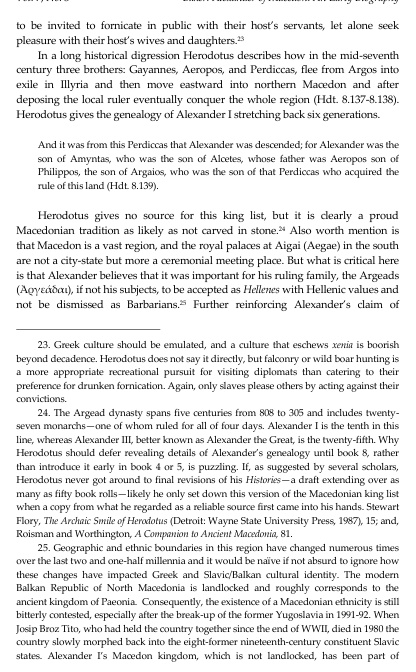 to be invited to fornicate in public with their host's servants, let alone seek
pleasure with their host's wives and daughters.²³
In a long historical digression Herodotus describes how in the mid-seventh
century three brothers: Gayannes, Aeropos, and Perdiccas, flee from Argos into
exile in Illyria and then move eastward into northern Macedon and after
deposing the local ruler eventually conquer the whole region (Hdt. 8.137-8.138).
Herodotus gives the genealogy of Alexander I stretching back six generations.
And it was from this Perdiccas that Alexander was descended; for Alexander was the
son of Amyntas, who was the son of Alcetes, whose father was Aeropos son of
Philippos, the son of Argaios, who was the son of that Perdiccas who acquired the
rule of this land (Hdt. 8.139).
Herodotus gives no source for this king list, but it is clearly a proud
Macedonian tradition as likely as not carved in stone.²⁴ Also worth mention is
that Macedon is a vast region, and the royal palaces at Aigai (Aegae) in the south
are not a city-state but more a ceremonial meeting place. But what is critical here
is that Alexander believes that it was important for his ruling family, the Argeads
(Ἀργεάδαι), if not his subjects, to be accepted as Hellenes with Hellenic values and
not be dismissed as Barbarians.²⁵ Further reinforcing Alexander's claim of
23. Greek culture should be emulated, and a culture that eschews xenia is boorish
beyond decadence. Herodotus does not say it directly, but falconry or wild boar hunting is
a more appropriate recreational pursuit for visiting diplomats than catering to their
preference for drunken fornication. Again, only slaves please others by acting against their
convictions.
24. The Argead dynasty spans five centuries from 808 to 305 and includes twenty-
seven monarchs—one of whom ruled for all of four days. Alexander I is the tenth in this
line, whereas Alexander III, better known as Alexander the Great, is the twenty-fifth. Why
Herodotus should defer revealing details of Alexander's genealogy until book 8, rather
than introduce it early in book 4 or 5, is puzzling. If, as suggested by several scholars,
Herodotus never got around to final revisions of his Histories—a draft extending over as
many as fifty book rolls—likely he only set down this version of the Macedonian king list
when a copy from what he regarded as a reliable source first came into his hands. Stewart
Flory, The Archaic Smile of Herodotus (Detroit: Wayne State University Press, 1987), 15; and,
Roisman and Worthington, A Companion to Ancient Macedonia, 81.
25. Geographic and ethnic boundaries in this region have changed numerous times
over the last two and one-half millennia and it would be naïve if not absurd to ignore how
these changes have impacted Greek and Slavic/Balkan cultural identity. The modern
Balkan Republic of North Macedonia is landlocked and roughly corresponds to the
ancient kingdom of Paeonia. Consequently, the existence of a Macedonian ethnicity is still
bitterly contested, especially after the break-up of the former Yugoslavia in 1991-92. When
Josip Broz Tito, who had held the country together since the end of WWII, died in 1980 the
country slowly morphed back into the eight-former nineteenth-century constituent Slavic
states. Alexander I's Macedon kingdom, which is not landlocked, has been part of